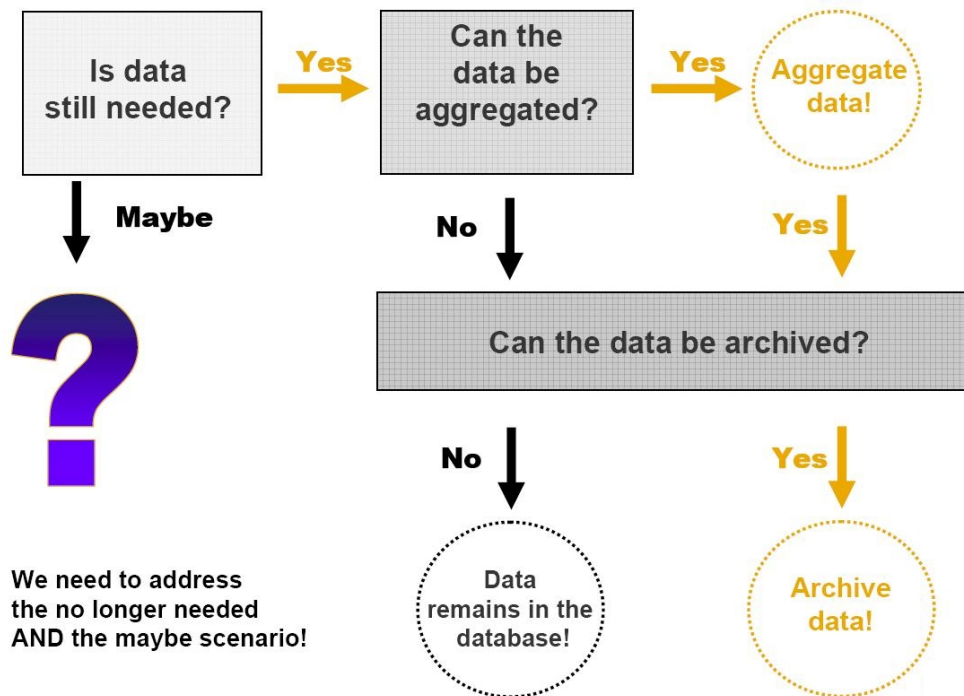 Is data
still needed?
Yes
Can the
data be
aggregated?
Yes
Aggregate
data!
Maybe
No
Yes
?
Can the data be archived?
No
Yes
We need to address
the no longer needed
AND the maybe scenario!
Data
remains in the
database!
Archive
data!